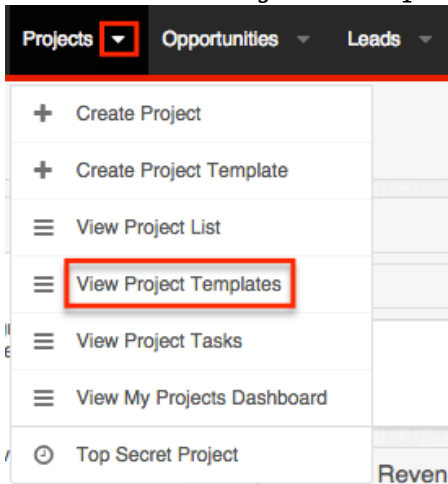 Projects Opportunities Leads
Create Project
Create Project Template
View Project List
View Project Templates
View Project Tasks
View My Projects Dashboard
Top Secret Project
Reven